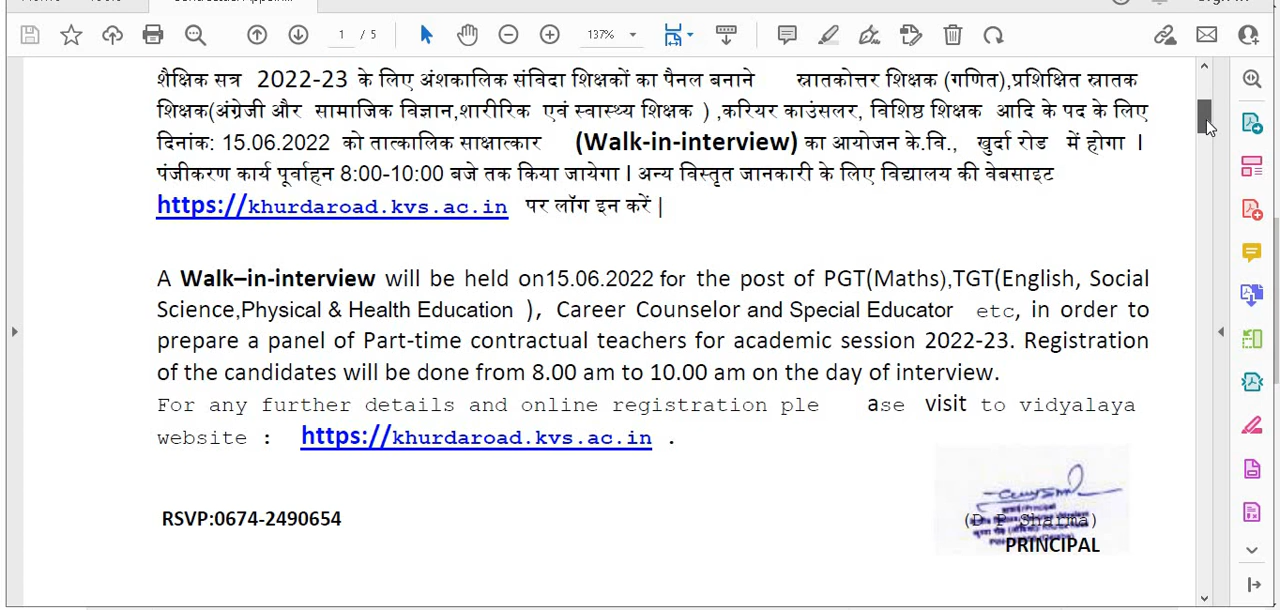 1 / 5
137%
शैक्षिक सत्र 2022-23 के लिए अंशकालिक संविदा शिक्षकों का पैनल बनाने स्नातकोत्तर शिक्षक (गणित),प्रशिक्षित स्नातक
शिक्षक(अंग्रेजी और सामाजिक विज्ञान,शारीरिक एवं स्वास्थ्य शिक्षक ) ,करियर काउंसलर, विशिष्ठ शिक्षक आदि के पद के लिए
दिनांक: 15.06.2022 को तात्कालिक साक्षात्कार (Walk-in-interview) का आयोजन के.वि., खुर्दा रोड में होगा ।
पंजीकरण कार्य पूर्वाहन 8:00-10:00 बजे तक किया जायेगा । अन्य विस्तृत जानकारी के लिए विद्यालय की वेबसाइट
https://khurdaroad.kvs.ac.in पर लॉग इन करें |
A Walk–in-interview will be held on15.06.2022 for the post of PGT(Maths),TGT(English, Social
Science,Physical & Health Education ), Career Counselor and Special Educator etc, in order to
prepare a panel of Part-time contractual teachers for academic session 2022-23. Registration
of the candidates will be done from 8.00 am to 10.00 am on the day of interview.
For any further details and online registration ple ase visit to vidyalaya
website : https://khurdaroad.kvs.ac.in .
RSVP:0674-2490654
(D P Sharma)
PRINCIPAL